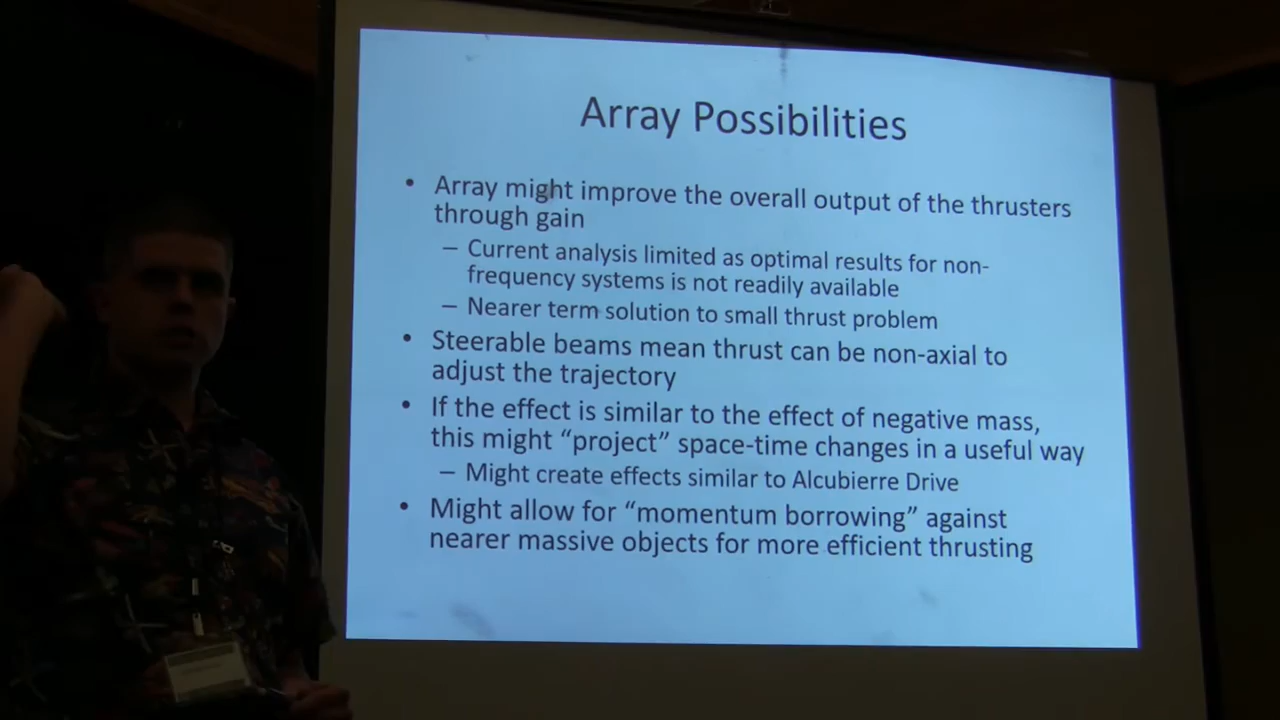 Array Possibilities
• Array might improve the overall output of the thrusters
through gain
– Current analysis limited as optimal results for non-
frequency systems is not readily available
– Nearer term solution to small thrust problem
• Steerable beams mean thrust can be non-axial to
adjust the trajectory
• If the effect is similar to the effect of negative mass,
this might “project” space-time changes in a useful way
– Might create effects similar to Alcubierre Drive
• Might allow for “momentum borrowing” against
nearer massive objects for more efficient thrusting